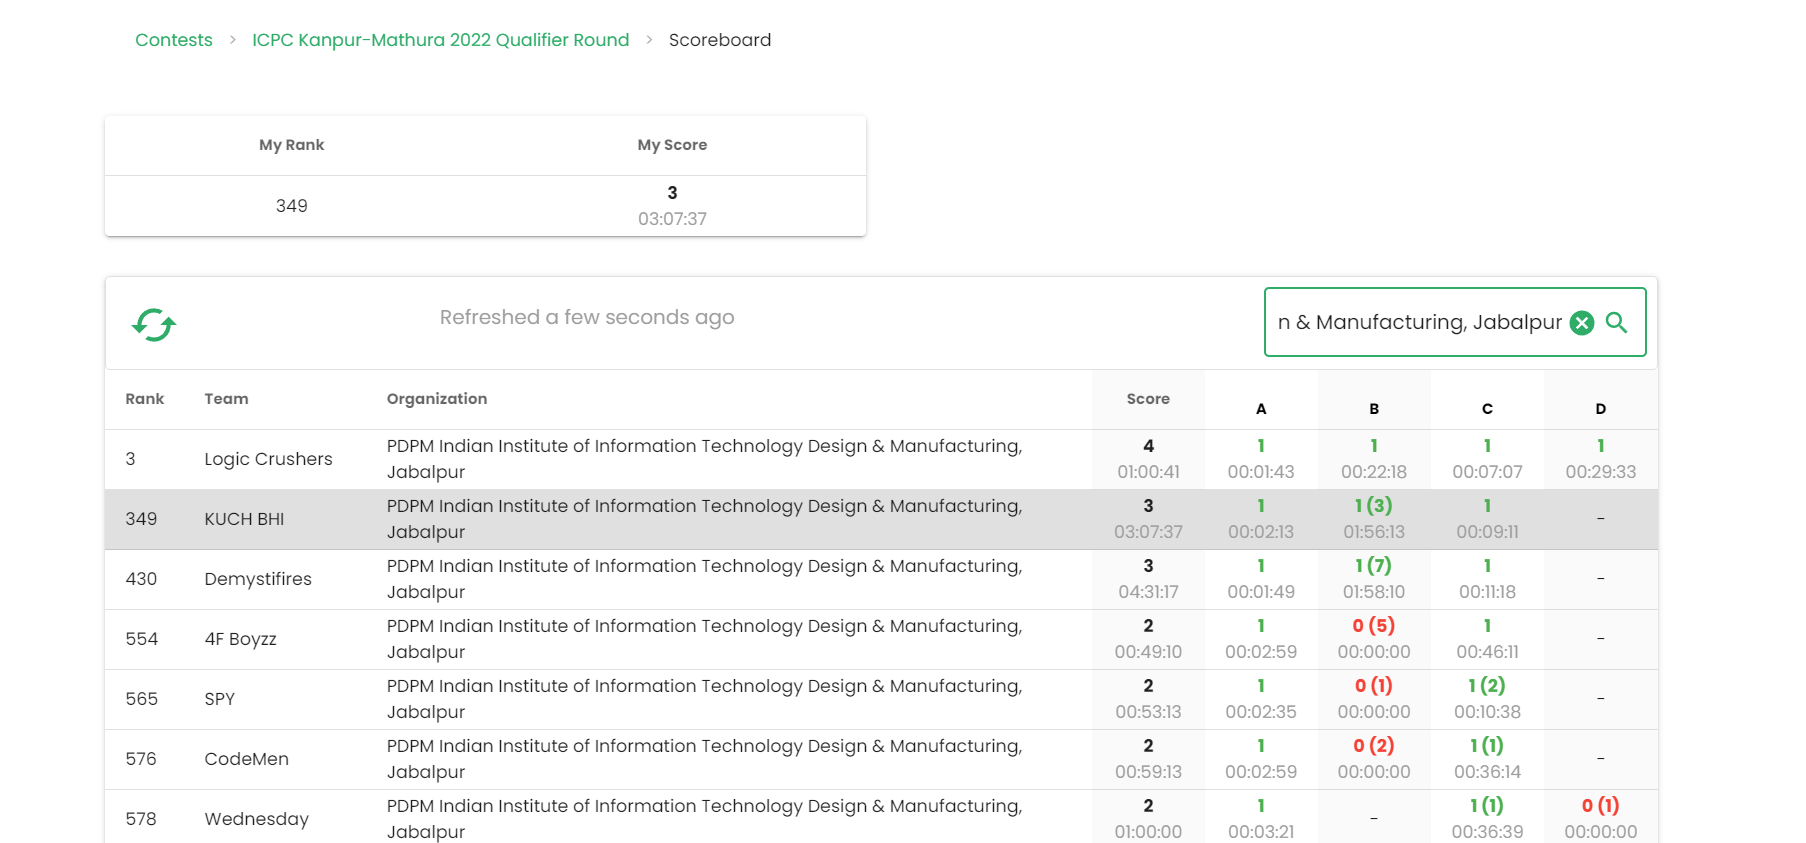 Contests > ICPC Kanpur-Mathura 2022 Qualifier Round > Scoreboard
My Rank My Score
349 3
03:07:37
Refreshed a few seconds ago
n & Manufacturing, Jabalpur
Rank Team Organization Score A B C D
3 Logic Crushers PDPM Indian Institute of Information Technology Design & Manufacturing, 4 1 1 1 1
Jabalpur 01:00:41 00:01:43 00:22:18 00:07:07 00:29:33
349 KUCH BHI PDPM Indian Institute of Information Technology Design & Manufacturing, 3 1 1 (3) 1 -
Jabalpur 03:07:37 00:02:13 01:56:13 00:09:11
430 Demystifires PDPM Indian Institute of Information Technology Design & Manufacturing, 3 1 1 (7) 1 -
Jabalpur 04:31:17 00:01:49 01:58:10 00:11:18
554 4F Boyzz PDPM Indian Institute of Information Technology Design & Manufacturing, 2 1 0 (5) 1 -
Jabalpur 00:49:10 00:02:59 00:00:00 00:46:11
565 SPY PDPM Indian Institute of Information Technology Design & Manufacturing, 2 1 0 (1) 1 (2) -
Jabalpur 00:53:13 00:02:35 00:00:00 00:10:38
576 CodeMen PDPM Indian Institute of Information Technology Design & Manufacturing, 2 1 0 (2) 1 (1) -
Jabalpur 00:59:13 00:02:59 00:00:00 00:36:14
578 Wednesday PDPM Indian Institute of Information Technology Design & Manufacturing, 2 1 - 1 (1) 0 (1)
Jabalpur 01:00:00 00:03:21 00:36:39 00:00:00